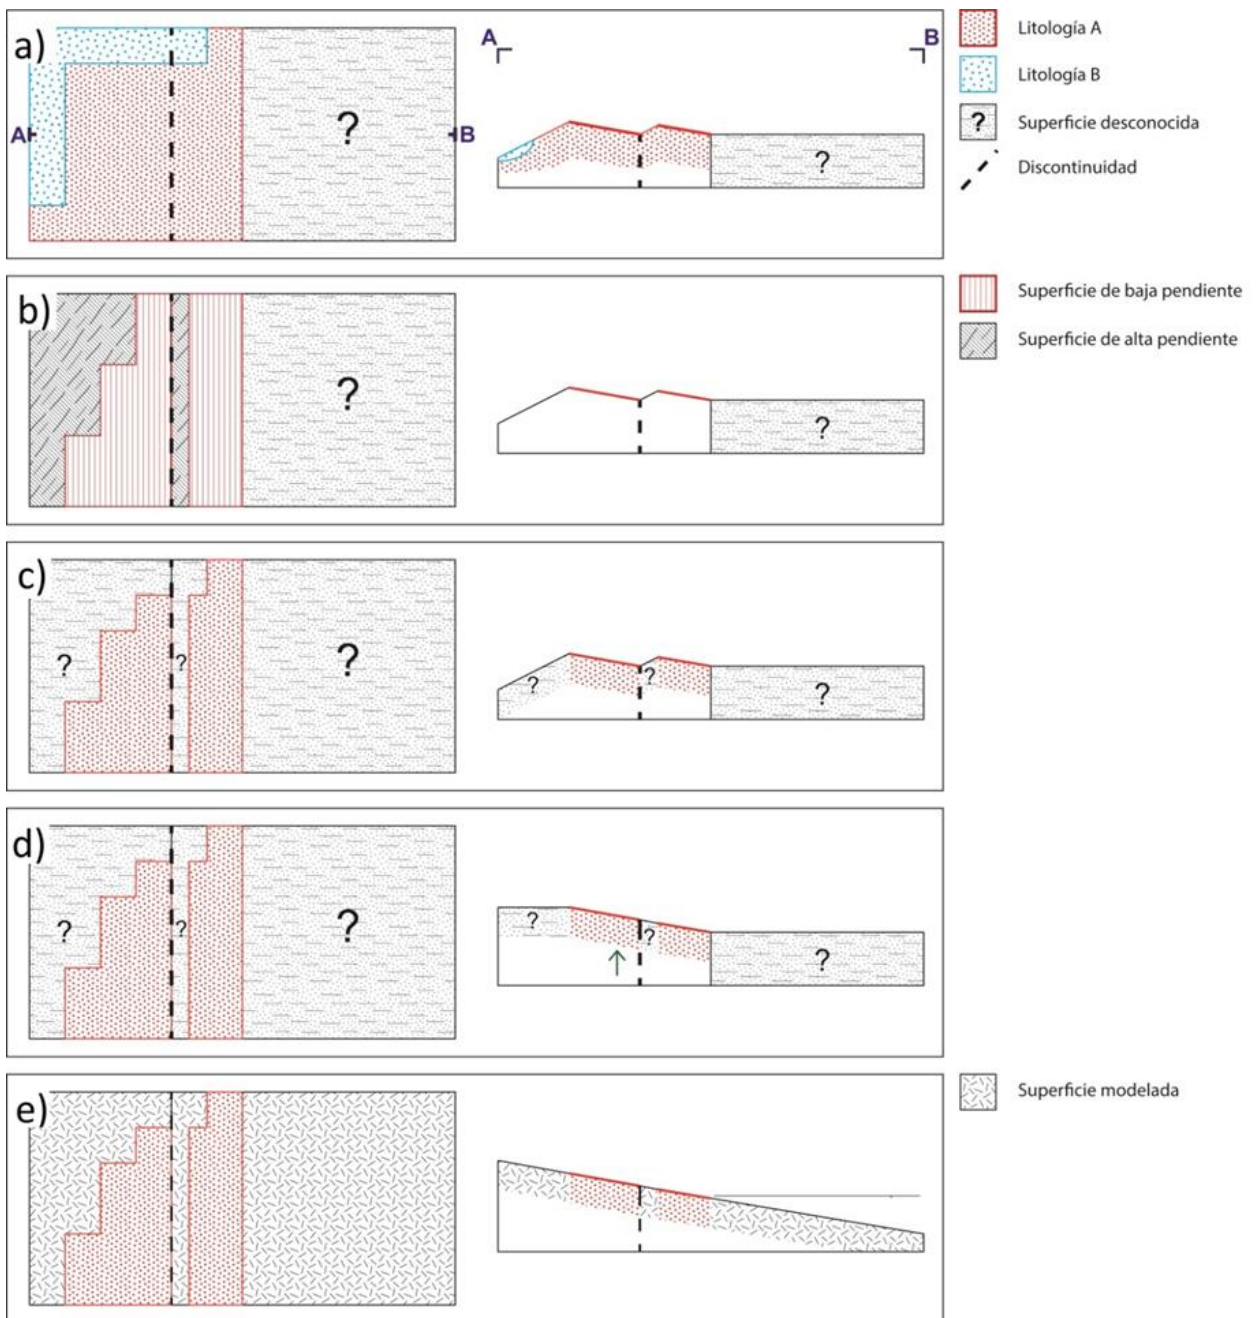 a)
A
B
?
A
B
?
Litología A
Litología B
? Superficie desconocida
Discontinuidad
b)
?
?
Superficie de baja pendiente
Superficie de alta pendiente
c)
?
?
?
?
?
?
d)
?
?
?
?
?
?
e)
Superficie modelada